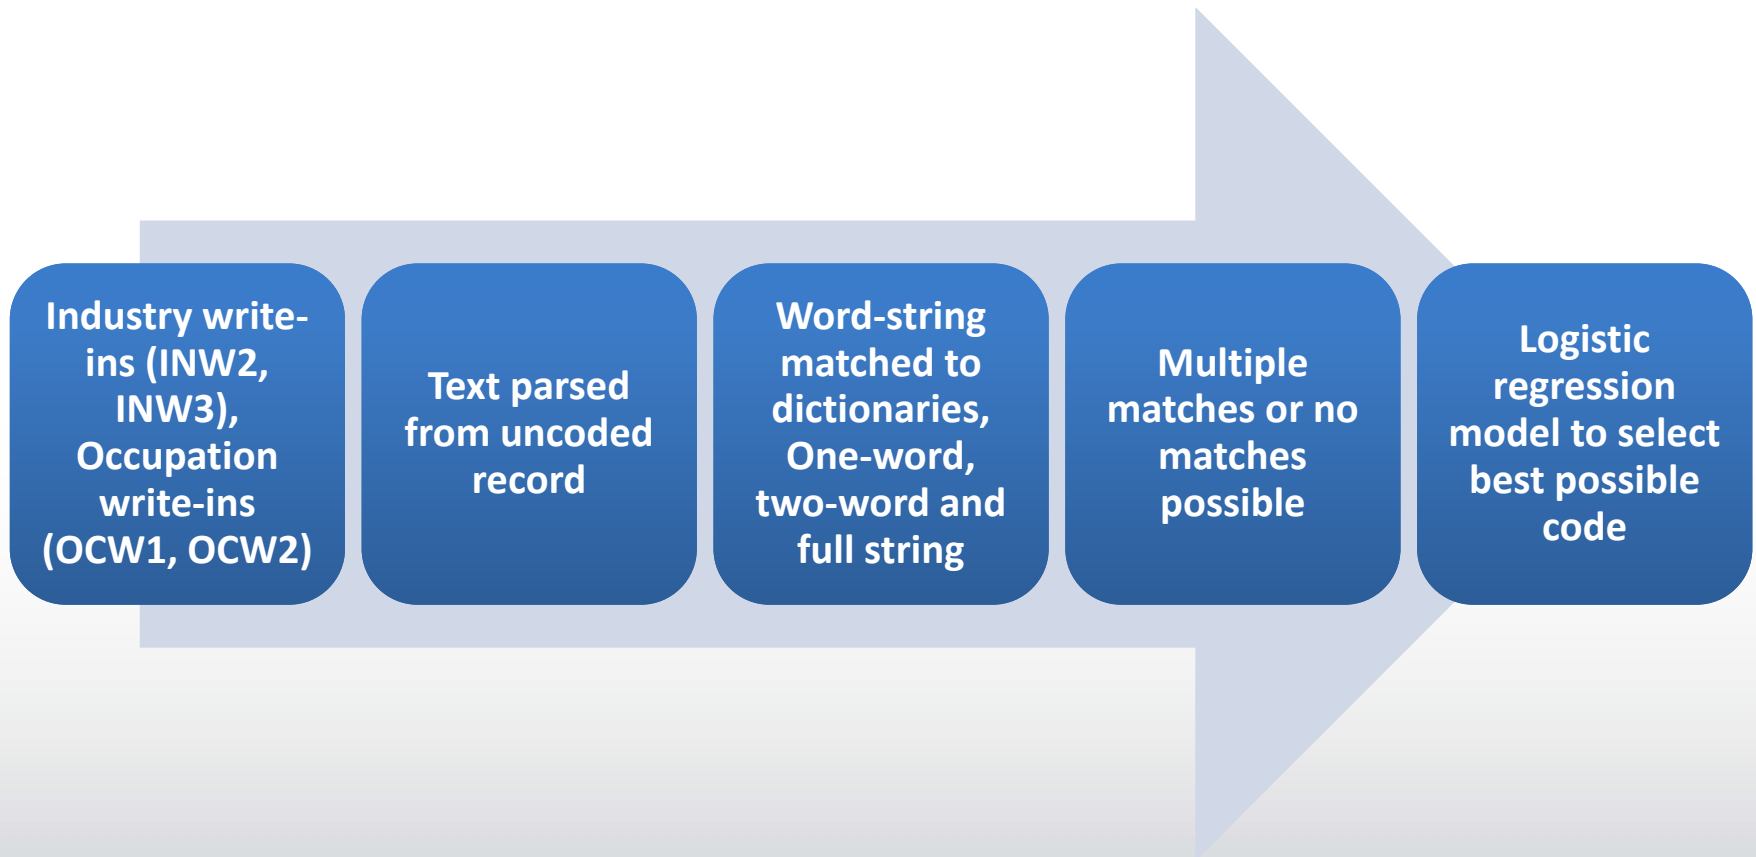 Industry write-
ins (INW2,
INW3),
Occupation
write-ins
(OCW1, OCW2)
Text parsed
from uncoded
record
Word-string
matched to
dictionaries,
One-word,
two-word and
full string
Multiple
matches or no
matches
possible
Logistic
regression
model to select
best possible
code